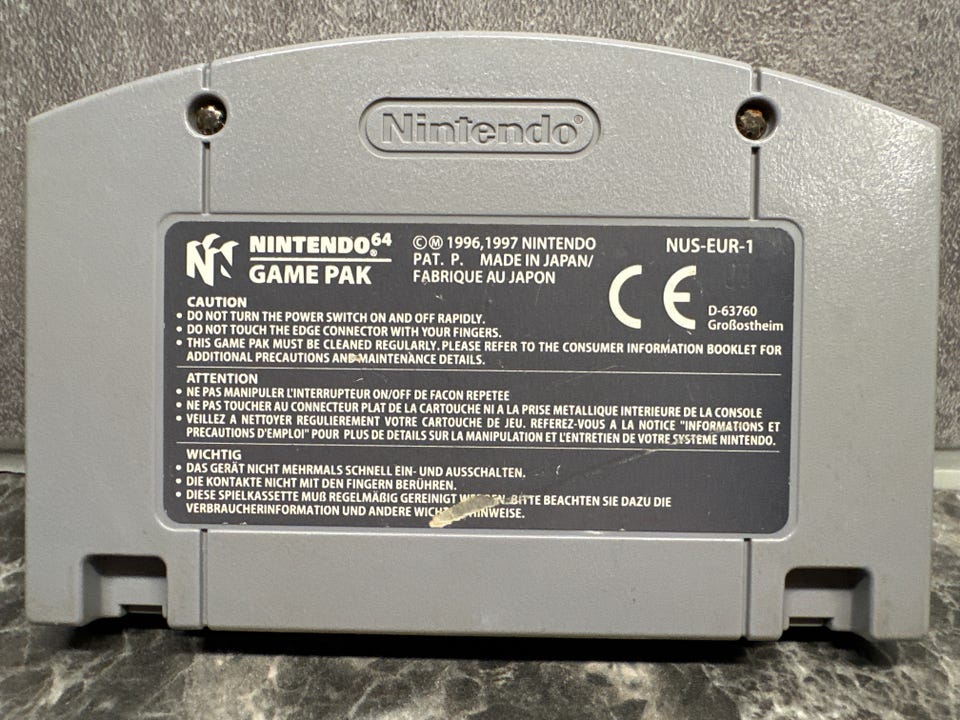 Nintendo®
NINTENDO®64
GAME PAK
©Ⓜ 1996,1997 NINTENDO
PAT. P. MADE IN JAPAN/
FABRIQUE AU JAPON
NUS-EUR-1
CE
D-63760
Großostheim
CAUTION
• DO NOT TURN THE POWER SWITCH ON AND OFF RAPIDLY.
• DO NOT TOUCH THE EDGE CONNECTOR WITH YOUR FINGERS.
• THIS GAME PAK MUST BE CLEANED REGULARLY. PLEASE REFER TO THE CONSUMER INFORMATION BOOKLET FOR
ADDITIONAL PRECAUTIONS AND MAINTENANCE DETAILS.
ATTENTION
• NE PAS MANIPULER L'INTERRUPTEUR ON/OFF DE FACON REPETEE
• NE PAS TOUCHER AU CONNECTEUR PLAT DE LA CARTOUCHE NI A LA PRISE METALLIQUE INTERIEURE DE LA CONSOLE
• VEILLEZ A NETTOYER REGULIEREMENT VOTRE CARTOUCHE DE JEU. REFEREZ-VOUS A LA NOTICE "INFORMATIONS ET
PRECAUTIONS D'EMPLOI" POUR PLUS DE DETAILS SUR LA MANIPULATION ET L'ENTRETIEN DE VOTRE SYSTEME NINTENDO.
WICHTIG
• DAS GERÄT NICHT MEHRMALS SCHNELL EIN- UND AUSSCHALTEN.
• DIE KONTAKTE NICHT MIT DEN FINGERN BERÜHREN.
• DIESE SPIELKASSETTE MUß REGELMÄßIG GEREINIGT WERDEN. BITTE BEACHTEN SIE DAZU DIE
VERBRAUCHERINFORMATION UND ANDERE HINWEISE.